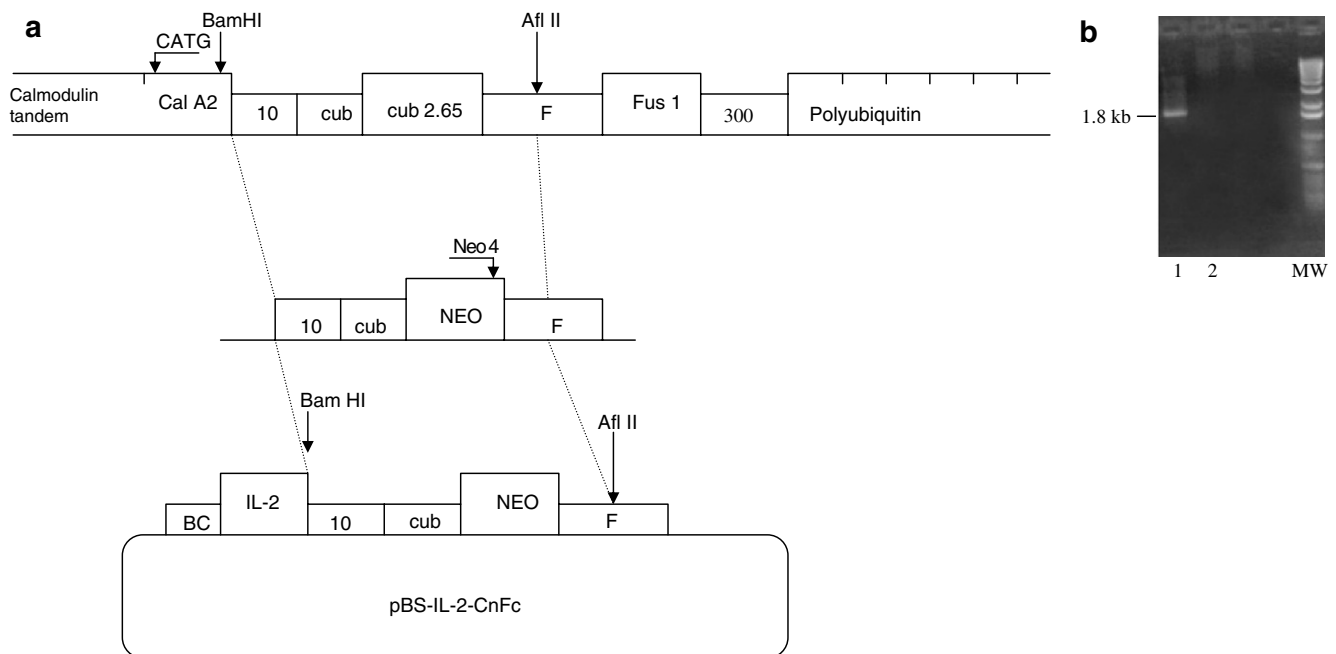 a
BamHI
Afl II
b
CATG
Calmodulin
tandem
Cal A2
10
cub
cub 2.65
F
Fus 1
300
Polyubiquitin
1.8 kb
1
2
MW
Neo4
10
cub
NEO
F
Bam HI
Afl II
BC
IL-2
10
cub
NEO
F
pBS-IL-2-CnFc